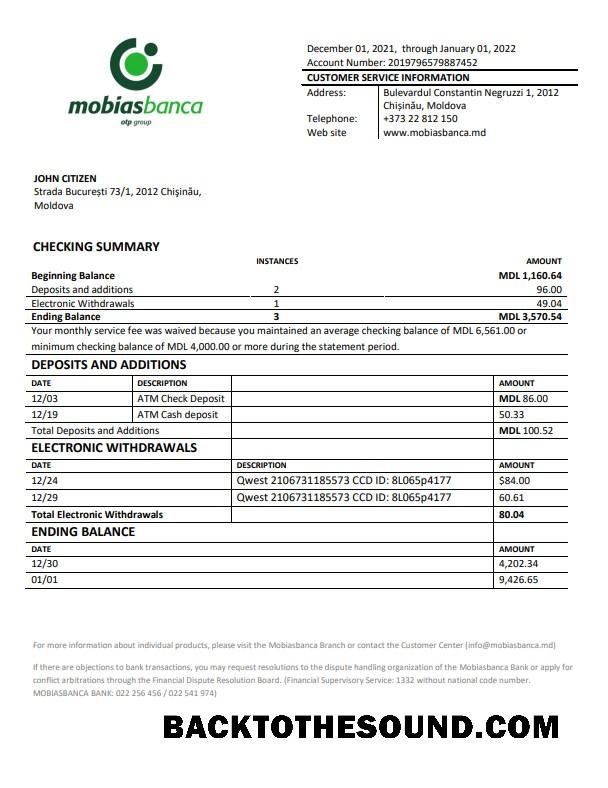 mobiasbanca
otp group
December 01, 2021, through January 01, 2022
Account Number: 2019796579887452
CUSTOMER SERVICE INFORMATION
Address: Bulevardul Constantin Negruzzi 1, 2012
Chișinău, Moldova
Telephone: +373 22 812 150
Web site www.mobiasbanca.md
JOHN CITIZEN
Strada București 73/1, 2012 Chişinău,
Moldova
CHECKING SUMMARY
INSTANCES AMOUNT
Beginning Balance MDL 1,160.64
Deposits and additions 2 96.00
Electronic Withdrawals 1 49.04
Ending Balance 3 MDL 3,570.54
Your monthly service fee was waived because you maintained an average checking balance of MDL 6,561.00 or
minimum checking balance of MDL 4,000.00 or more during the statement period.
DEPOSITS AND ADDITIONS
DATE DESCRIPTION AMOUNT
12/03 ATM Check Deposit MDL 86.00
12/19 ATM Cash deposit 50.33
Total Deposits and Additions MDL 100.52
ELECTRONIC WITHDRAWALS
DATE DESCRIPTION AMOUNT
12/24 Qwest 2106731185573 CCD ID: 8L065p4177 $84.00
12/29 Qwest 2106731185573 CCD ID: 8L065p4177 60.61
Total Electronic Withdrawals 80.04
ENDING BALANCE
DATE AMOUNT
12/30 4,202.34
01/01 9,426.65
For more information about individual products, please visit the Mobiasbanca Branch or contact the Customer Center (info@mobiasbanca.md)
If there are objections to bank transactions, you may request resolutions to the dispute handling organization of the Mobiasbanca Bank or apply for
conflict arbitrations through the Financial Dispute Resolution Board. (Financial Supervisory Service: 1332 without national code number.
MOBIASBANCA BANK: 022 256 456 / 022 541 974)
BACKTOTHESOUND.COM